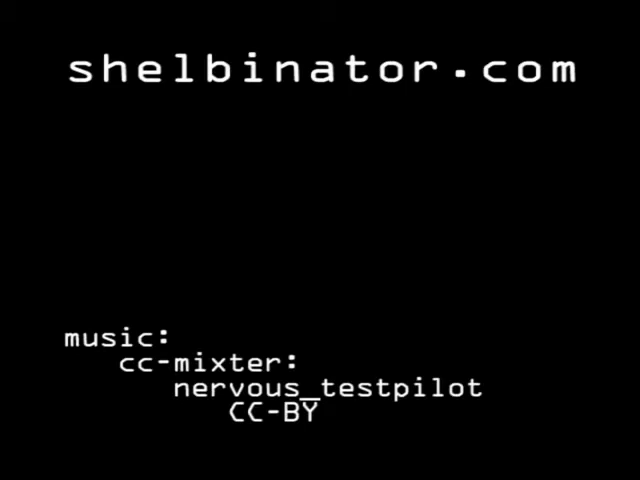 shelbinator.com
music:
cc-mixter:
nervous_testpilot
CC-BY